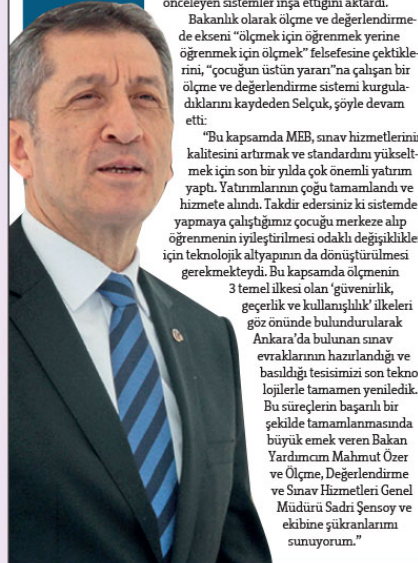 önceleyen sistemler inşa ettiğini aktardı.
Bakanlık olarak ölçme ve değerlendirme-
de ekseni “ölçmek için öğrenmek yerine
öğrenmek için ölçmek” felsefesine çektikle-
rini, “çocuğun üstün yararı”na çalışan bir
ölçme ve değerlendirme sistemi kurgula-
dıklarını kaydeden Selçuk, şöyle devam
etti:
“Bu kapsamda MEB, sınav hizmetlerinin
kalitesini artırmak ve standardını yükselt-
mek için son bir yılda çok önemli yatırım
yaptı. Yatırımlarının çoğu tamamlandı ve
hizmete alındı. Takdir edersiniz ki sistemde
yapmaya çalıştığımız çocuğu merkeze alıp
öğrenmenin iyileştirilmesi odaklı değişiklikler
için teknolojik altyapının da dönüştürülmesi
gerekmekteydi. Bu kapsamda ölçmenin
3 temel ilkesi olan ‘güvenirlik,
geçerlik ve kullanışlılık’ ilkeleri
göz önünde bulundurularak
Ankara’da bulunan sınav
evraklarının hazırlandığı ve
basıldığı tesisimizi son tekno
lojilerle tamamen yeniledik.
Bu süreçlerin başarılı bir
şekilde tamamlanmasında
büyük emek veren Bakan
Yardımcım Mahmut Özer
ve Ölçme, Değerlendirme
ve Sınav Hizmetleri Genel
Müdürü Sadri Şensoy ve
ekibine şükranlarımı
sunuyorum.”